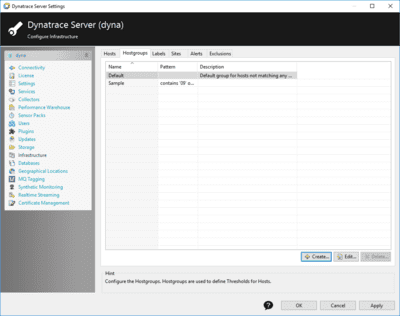 Dynatrace Server Settings
Dynatrace Server (dyna)
Configure Infrastructure
dyna
Connectivity
License
Settings
Services
Collectors
Performance Warehouse
Sensor Packs
Users
Plugins
Updates
Storage
Infrastructure
Databases
Geographical Locations
MQ Tagging
Synthetic Monitoring
Realtime Streaming
Certificate Management
Hosts Hostgroups Labels Sites Alerts Exclusions
Name Pattern Description
Default Default group for hosts not matching any ...
Sample contains 'O...
Create... Edit... Delete...
Hint
Configure the Hostgroups. Hostgroups are used to define Thresholds for Hosts.
? OK Cancel Apply